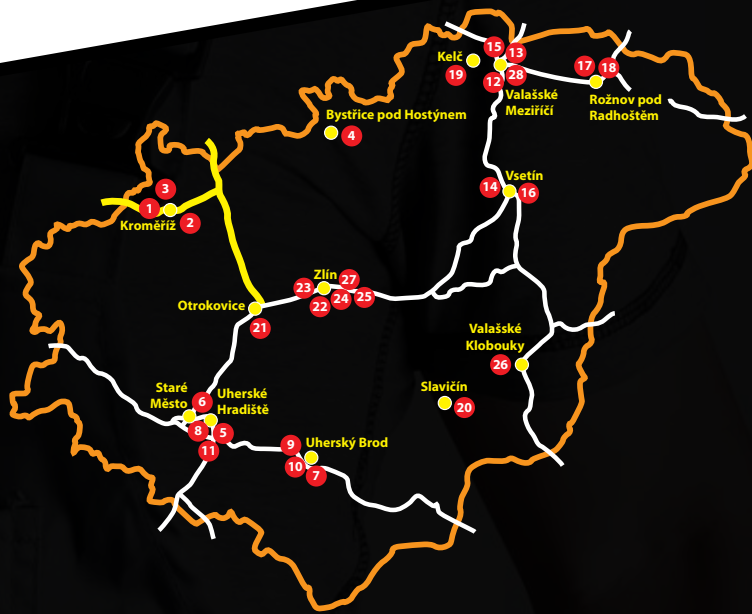 15
13
Kelč
17
18
19
12
28
Valašské
Meziříčí
Rožnov pod
Radhoštěm
Bystřice pod Hostýnem
4
Vsetín
14
16
3
1
2
Kroměříž
Zlín
27
23
22
24
25
Otrokovice
21
Valašské
Klobouky
26
Slavičín
20
Staré
Město
6
Uherské
Hradiště
8
5
11
9
Uherský Brod
10
7